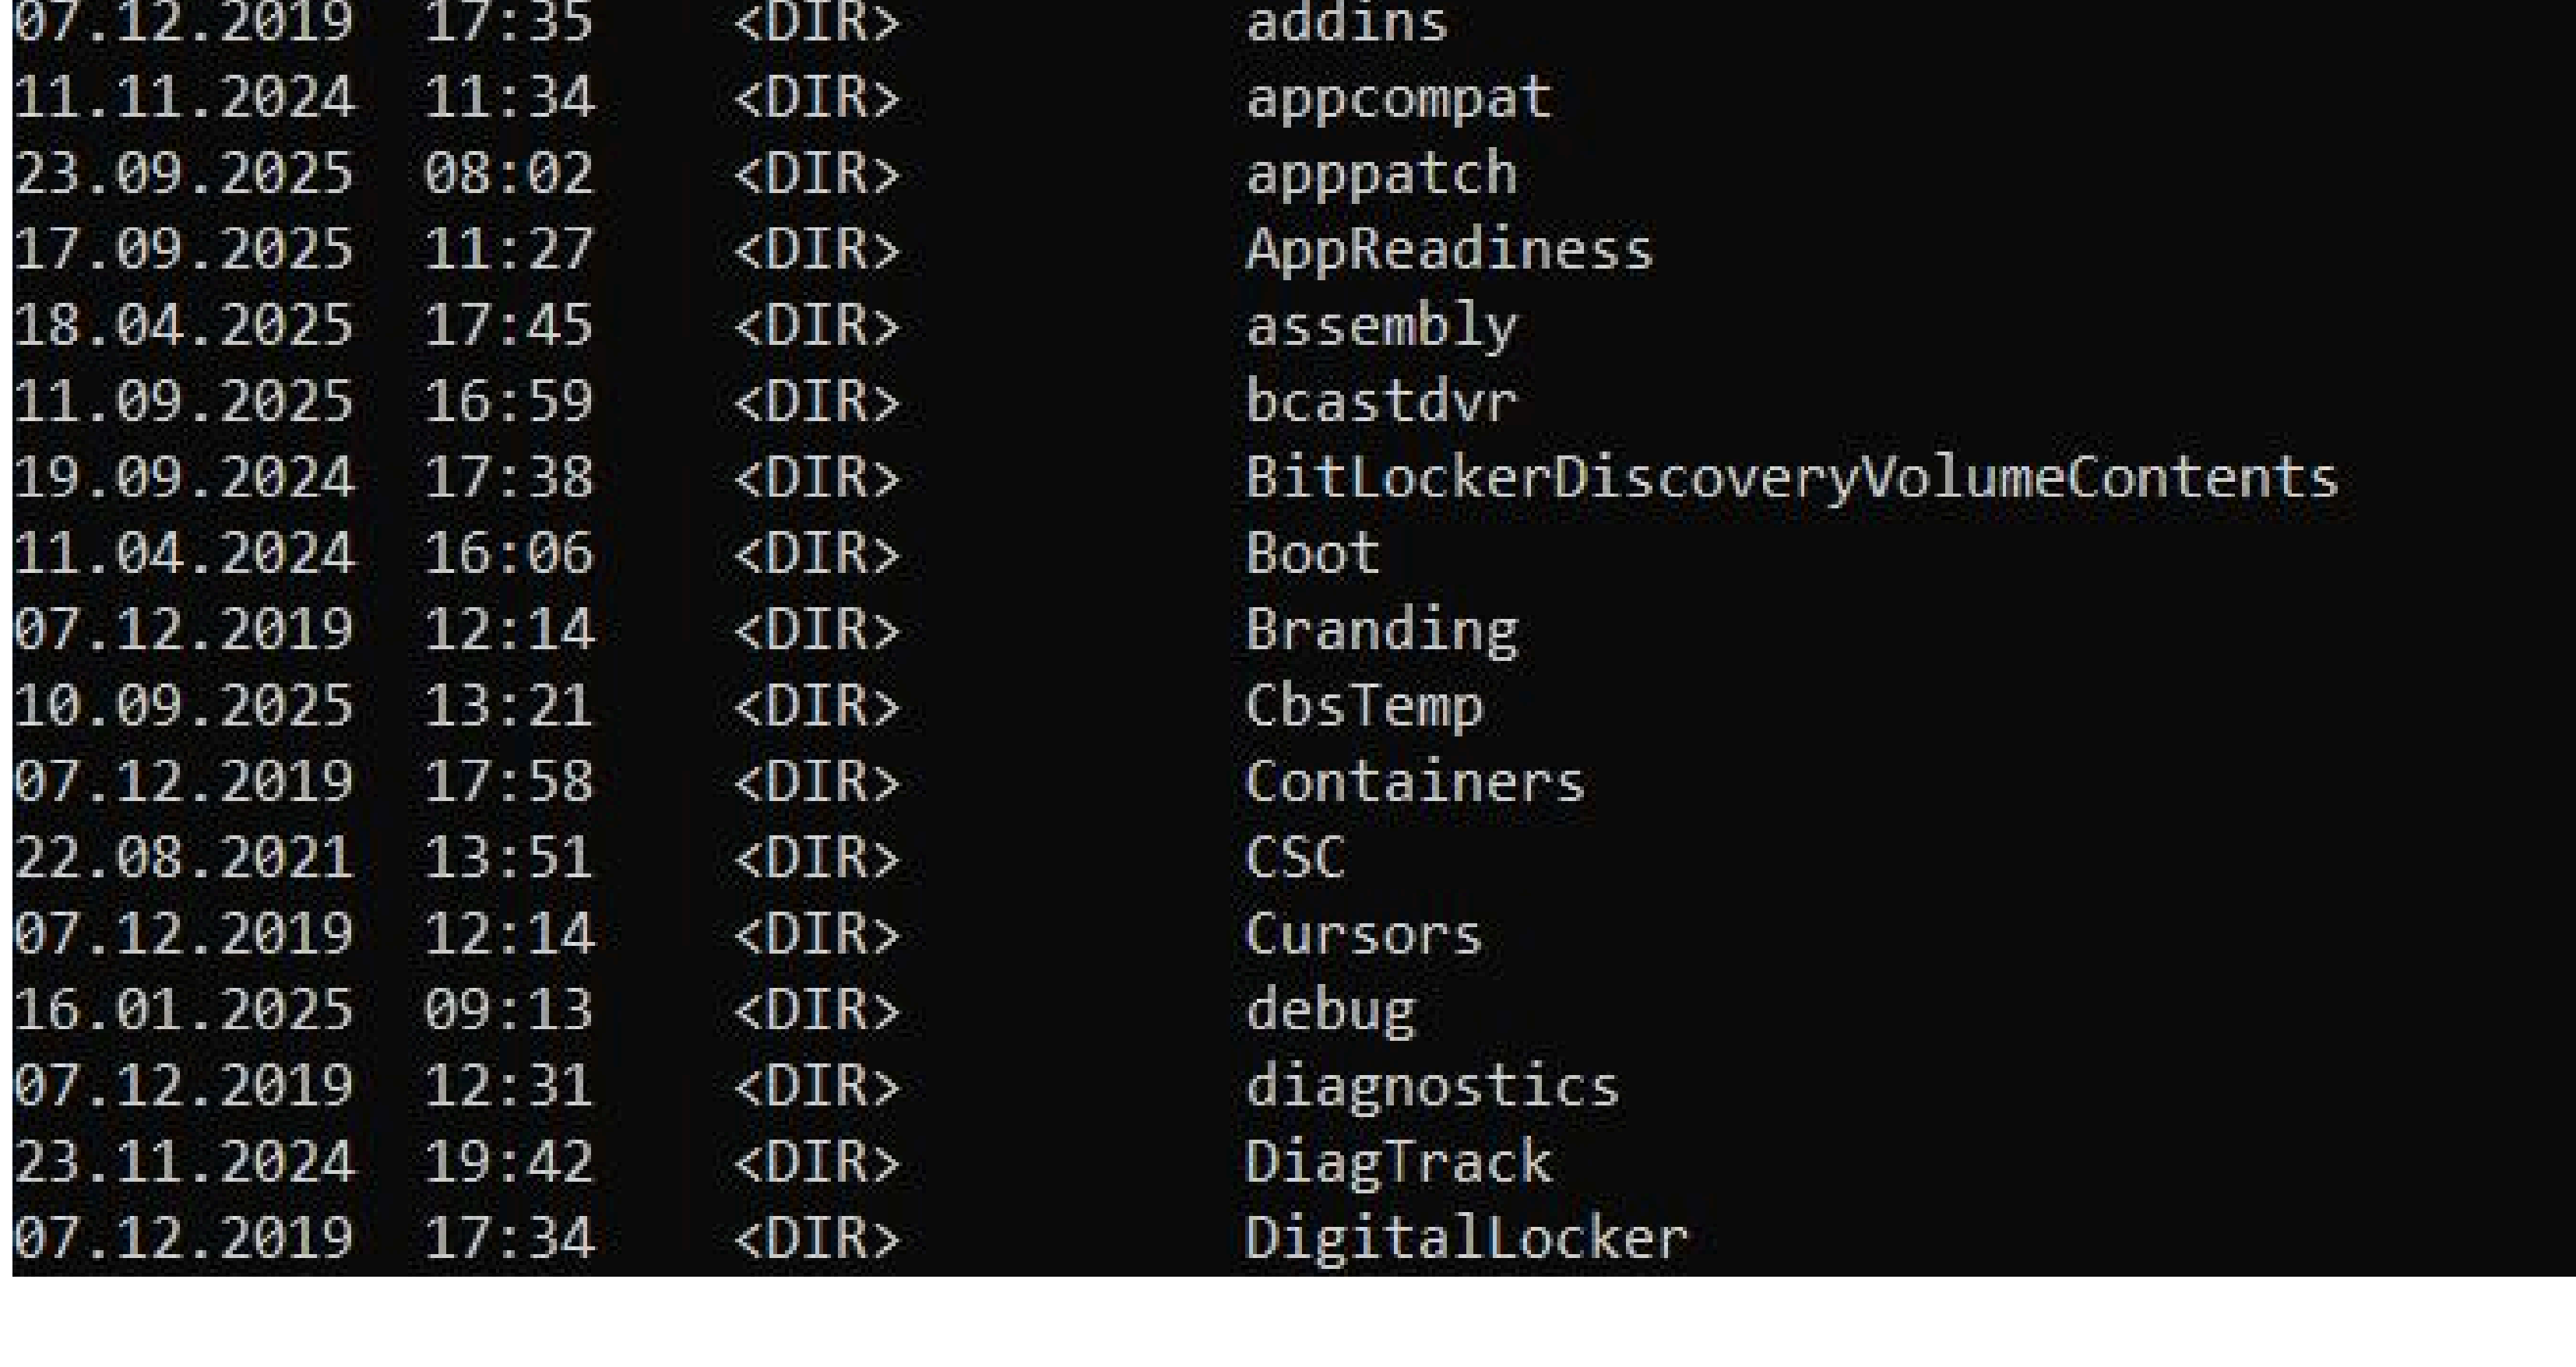 07.12.2019  17:35    <DIR>          addins
11.11.2024  11:34    <DIR>          appcompat
23.09.2025  08:02    <DIR>          apppatch
17.09.2025  11:27    <DIR>          AppReadiness
18.04.2025  17:45    <DIR>          assembly
11.09.2025  16:59    <DIR>          bcastdvr
19.09.2024  17:38    <DIR>          BitLockerDiscoveryVolumeContents
11.04.2024  16:06    <DIR>          Boot
07.12.2019  12:14    <DIR>          Branding
10.09.2025  13:21    <DIR>          CbsTemp
07.12.2019  17:58    <DIR>          Containers
22.08.2021  13:51    <DIR>          CSC
07.12.2019  12:14    <DIR>          Cursors
16.01.2025  09:13    <DIR>          debug
07.12.2019  12:31    <DIR>          diagnostics
23.11.2024  19:42    <DIR>          DiagTrack
07.12.2019  17:34    <DIR>          DigitalLocker